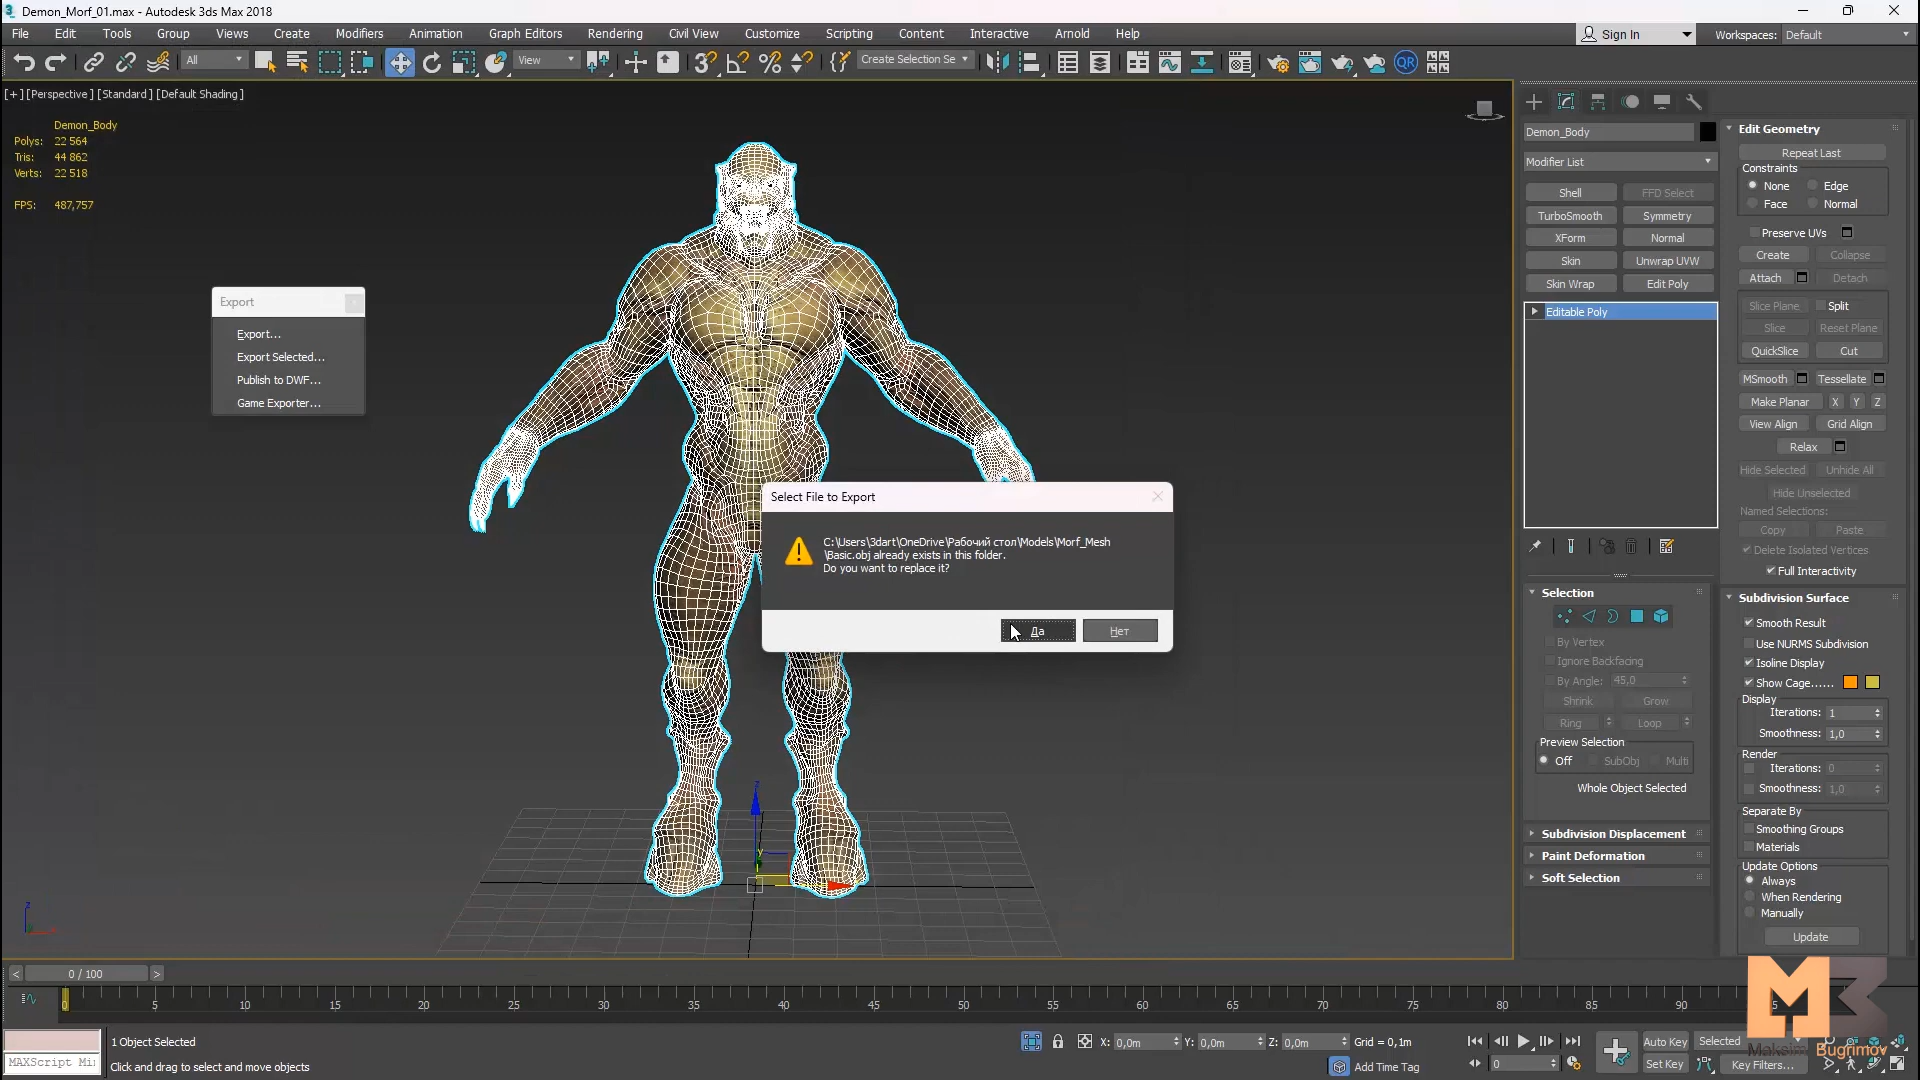 Demon_Morf_01.max - Autodesk 3ds Max 2018
File Edit Tools Group Views Create Modifiers Animation Graph Editors Rendering Civil View Customize Scripting Content Interactive Arnold Help
Sign In
Workspaces: Default
All
View
Create Selection Se
[+] [Perspective] [Standard] [Default Shading]
Demon_Body
Polys: 22 564
Tris: 44 862
Verts: 22 518
FPS: 487,757
Export
Export...
Export Selected...
Publish to DWF...
Game Exporter...
Select File to Export
C:\Users\3dart\OneDrive\Рабочий стол\Models\Morf_Mesh
\Basic.obj already exists in this folder.
Do you want to replace it?
Да Нет
Demon_Body
Modifier List
Shell FFD Select
TurboSmooth Symmetry
XForm Normal
Skin Unwrap UVW
Skin Wrap Edit Poly
Editable Poly
Selection
By Vertex
Ignore Backfacing
By Angle: 45,0
Shrink Grow
Ring Loop
Preview Selection
Off SubObj Multi
Whole Object Selected
Subdivision Displacement
Paint Deformation
Soft Selection
Edit Geometry
Repeat Last
Constraints
None Edge
Face Normal
Preserve UVs
Create Collapse
Attach Detach
Slice Plane Split
Slice Reset Plane
QuickSlice Cut
MSmooth Tessellate
Make Planar X Y Z
View Align Grid Align
Relax
Hide Selected Unhide All
Hide Unselected
Named Selections:
Copy Paste
Delete Isolated Vertices
Full Interactivity
Subdivision Surface
Smooth Result
Use NURMS Subdivision
Isoline Display
Show Cage......
Display
Iterations: 1
Smoothness: 1,0
Render
Iterations: 0
Smoothness: 1,0
Separate By
Smoothing Groups
Materials
Update Options
Always
When Rendering
Manually
Update
< 0 / 100 >
0 5 10 15 20 25 30 35 40 45 50 55 60 65 70 75 80 85 90
1 Object Selected
X: 0,0m Y: 0,0m Z: 0,0m Grid = 0,1m
Auto Key Selected
MAXScript Mi
Click and drag to select and move objects
Add Time Tag
0
Set Key Key Filters...
Maksim Bugrimov